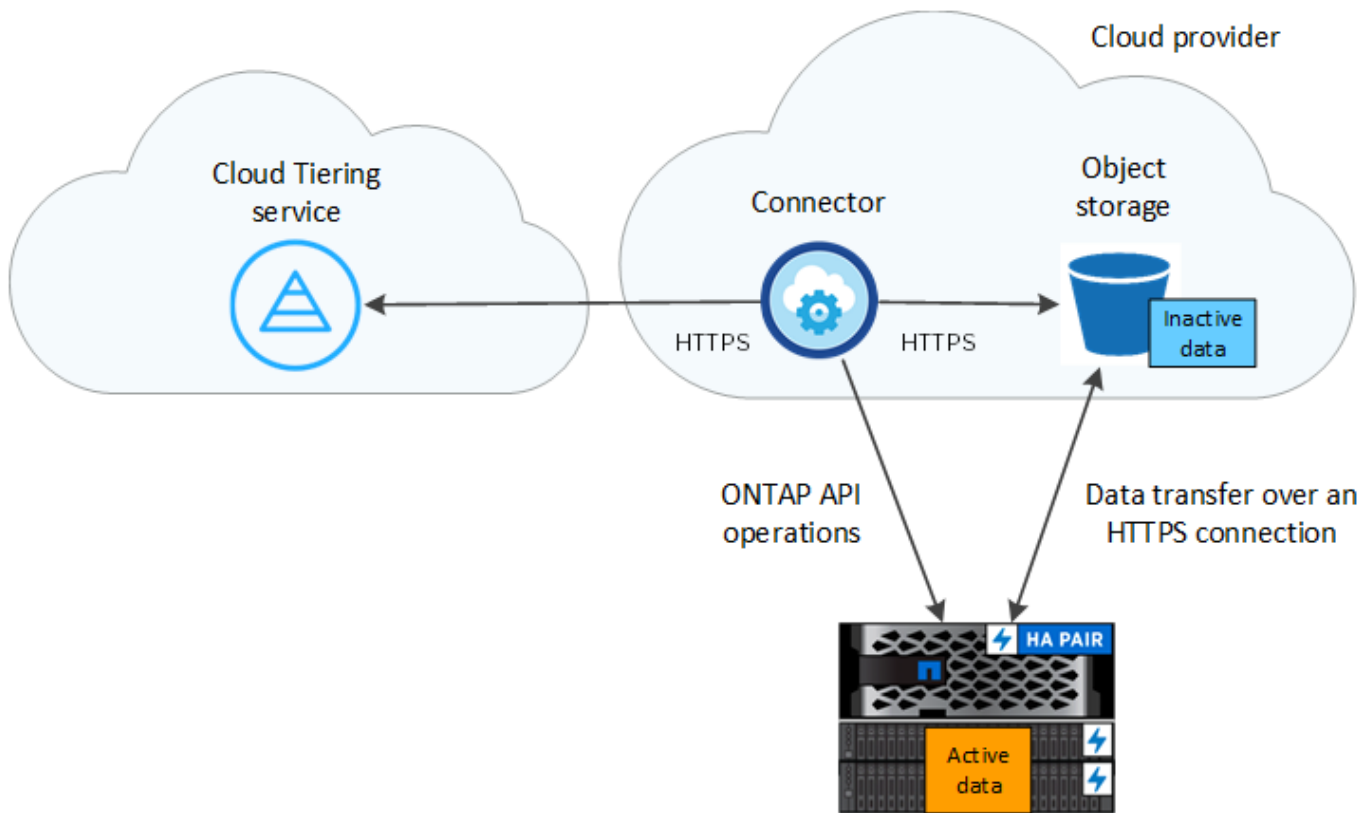 Cloud provider
Cloud Tiering
service
Connector
Object
storage
HTTPS
HTTPS
Inactive
data
ONTAP API
operations
Data transfer over an
HTTPS connection
HA PAIR
Active
data